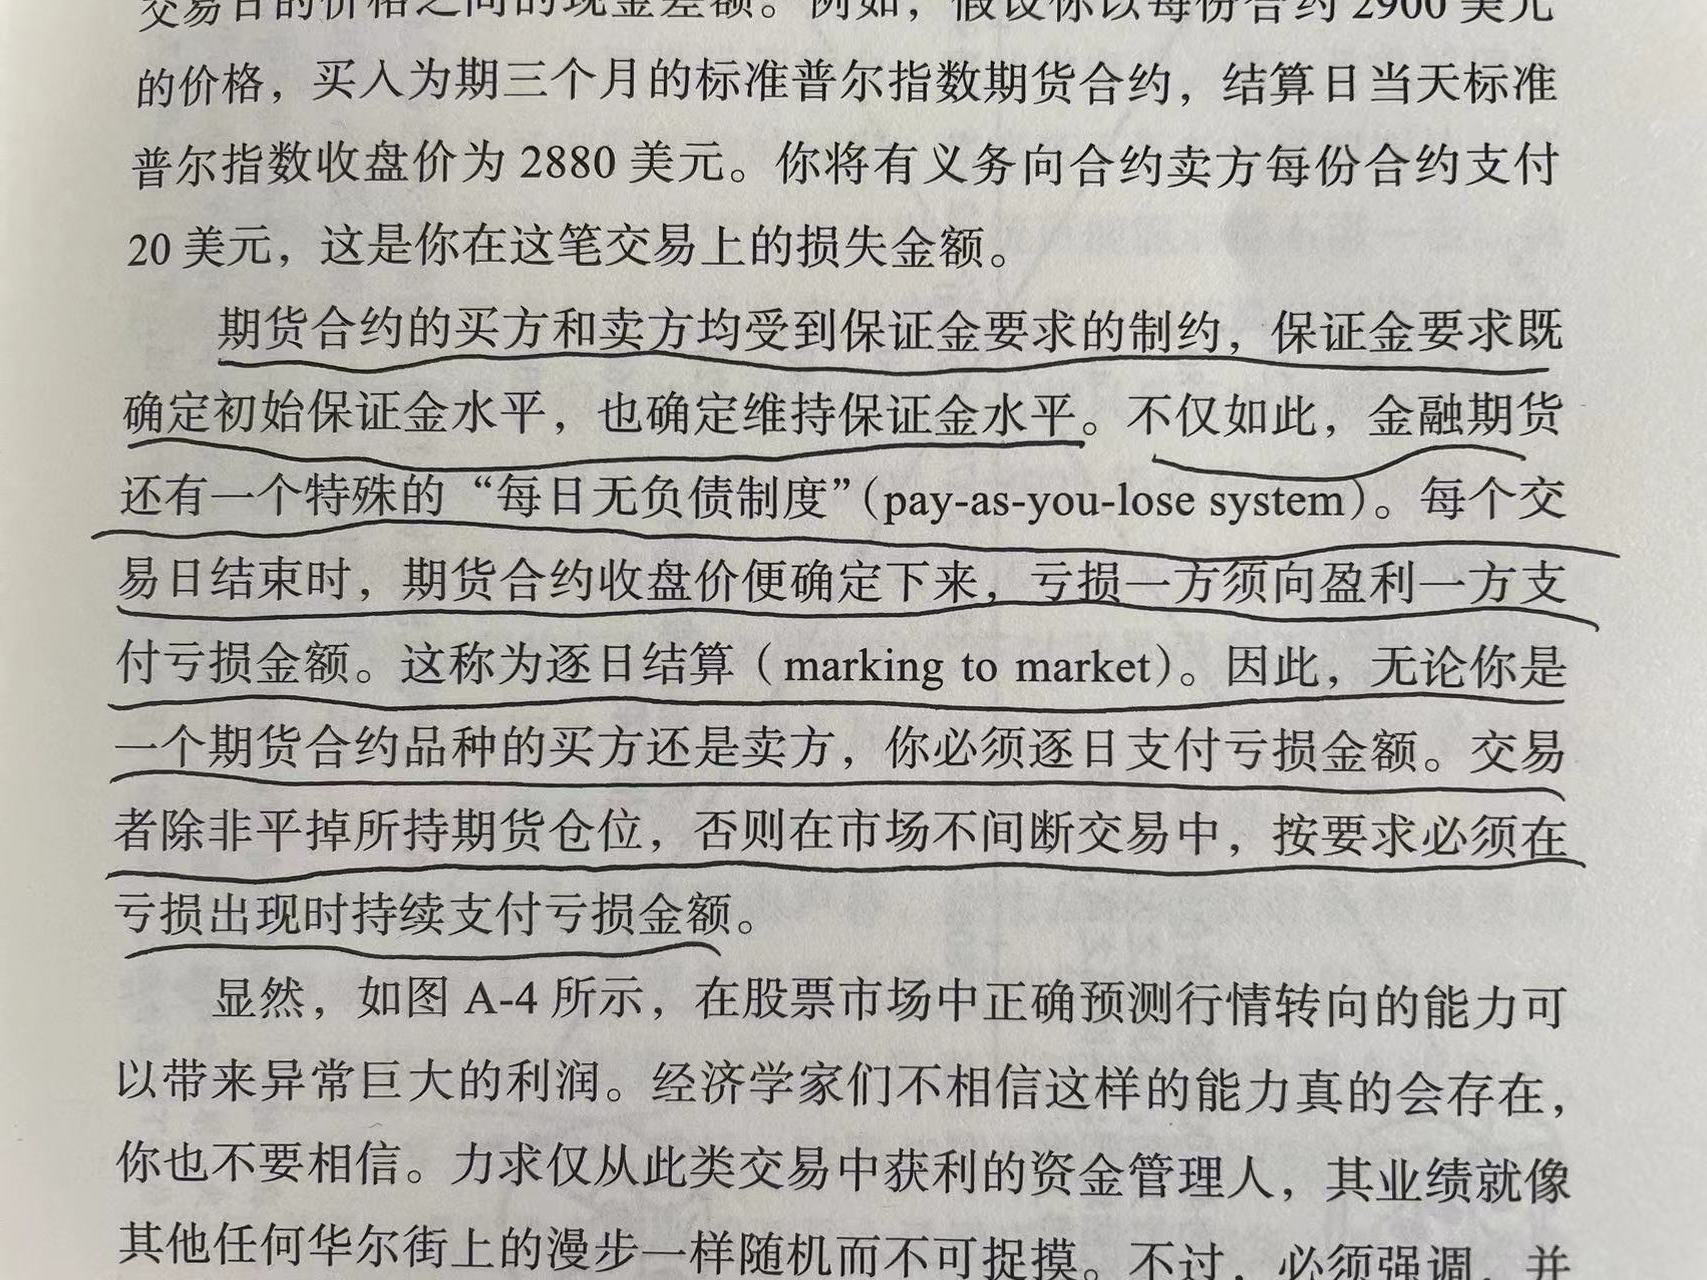 交易日的价格之间的现金差额。例如，假设你以每份合约 2900 美元
的价格，买入为期三个月的标准普尔指数期货合约，结算日当天标准
普尔指数收盘价为 2880 美元。你将有义务向合约卖方每份合约支付
20 美元，这是你在这笔交易上的损失金额。
期货合约的买方和卖方均受到保证金要求的制约，保证金要求既
确定初始保证金水平，也确定维持保证金水平。不仅如此，金融期货
还有一个特殊的“每日无负债制度”（pay-as-you-lose system）。每个交
易日结束时，期货合约收盘价便确定下来，亏损一方须向盈利一方支
付亏损金额。这称为逐日结算（marking to market）。因此，无论你是
一个期货合约品种的买方还是卖方，你必须逐日支付亏损金额。交易
者除非平掉所持期货仓位，否则在市场不间断交易中，按要求必须在
亏损出现时持续支付亏损金额。
显然，如图 A-4 所示，在股票市场中正确预测行情转向的能力可
以带来异常巨大的利润。经济学家们不相信这样的能力真的会存在，
你也不要相信。力求仅从此类交易中获利的资金管理人，其业绩就像
其他任何华尔街上的漫步一样随机而不可捉摸。不过，必须强调，并